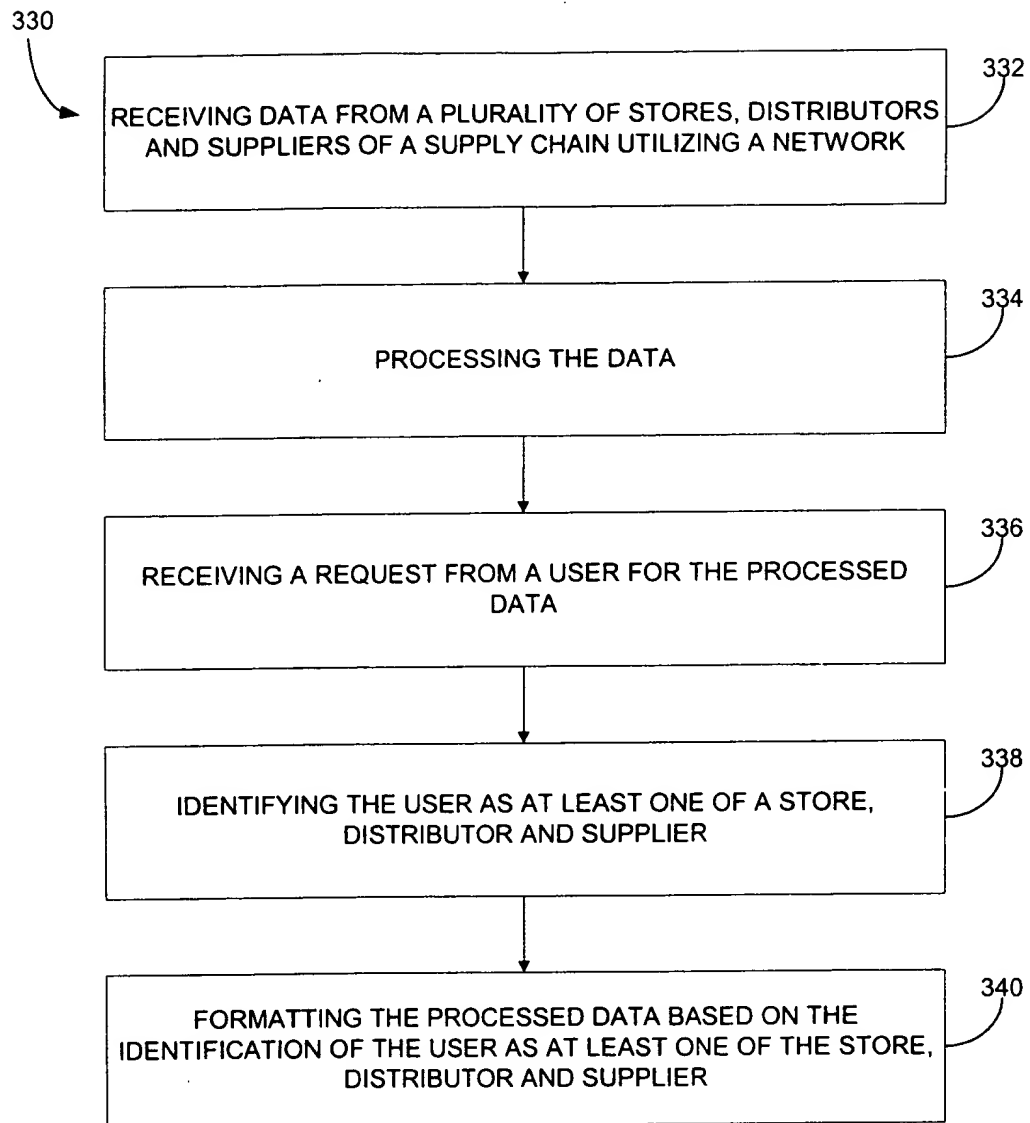 330
332
RECEIVING DATA FROM A PLURALITY OF STORES, DISTRIBUTORS
AND SUPPLIERS OF A SUPPLY CHAIN UTILIZING A NETWORK
334
PROCESSING THE DATA
336
RECEIVING A REQUEST FROM A USER FOR THE PROCESSED
DATA
338
IDENTIFYING THE USER AS AT LEAST ONE OF A STORE,
DISTRIBUTOR AND SUPPLIER
340
FORMATTING THE PROCESSED DATA BASED ON THE
IDENTIFICATION OF THE USER AS AT LEAST ONE OF THE STORE,
DISTRIBUTOR AND SUPPLIER